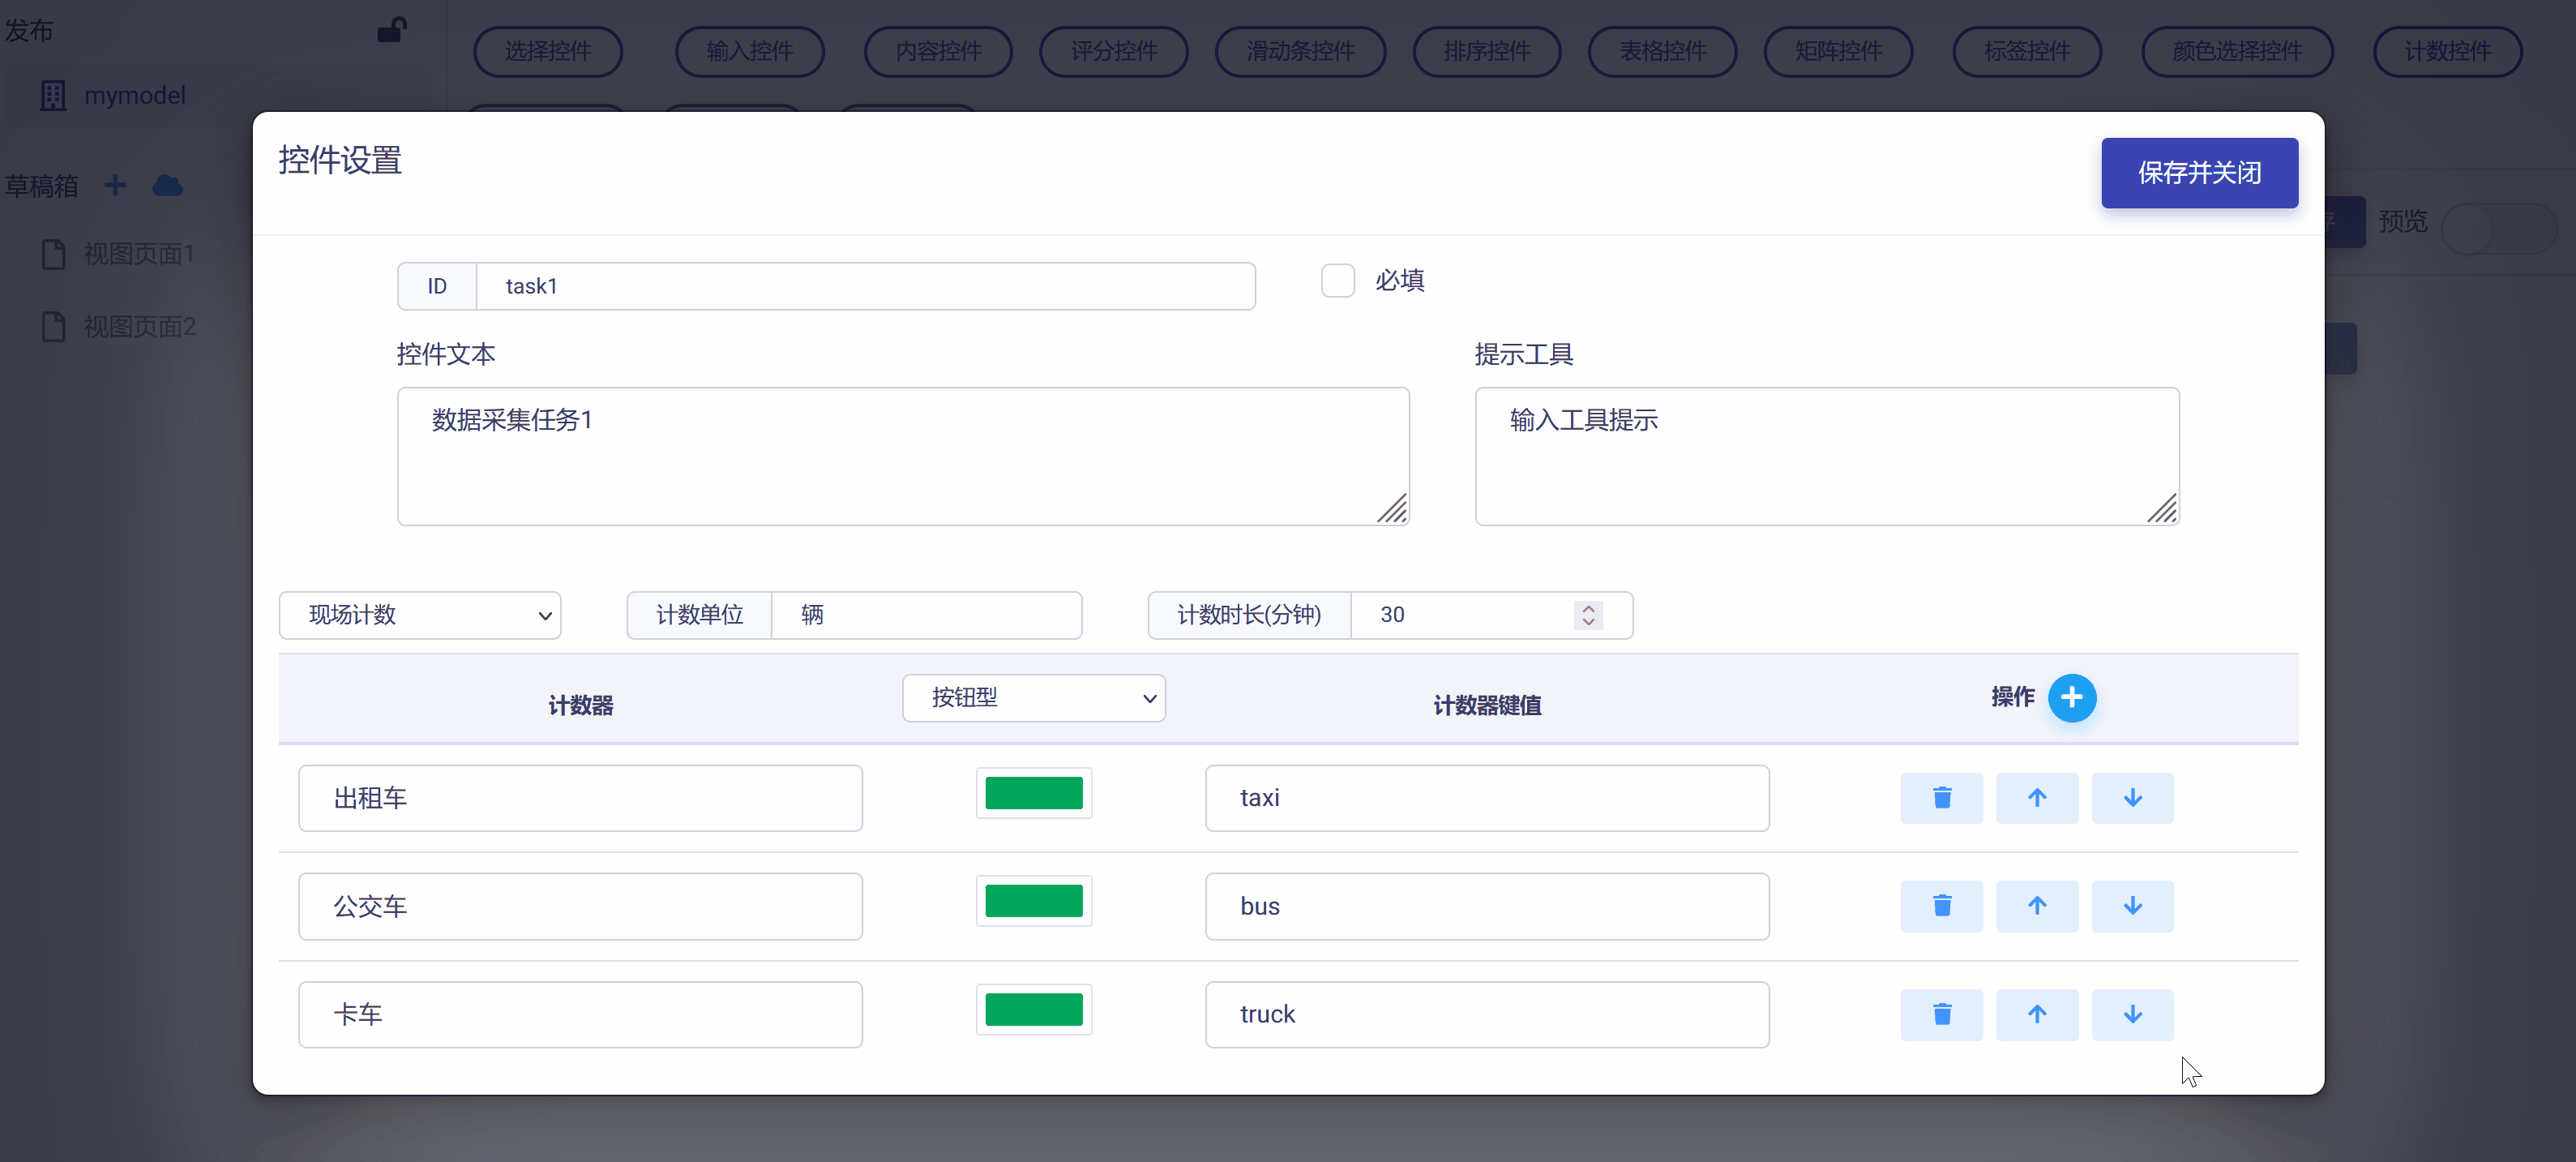 发布
选择控件 输入控件 内容控件 评分控件 滑动条控件 排序控件 表格控件 矩阵控件 标签控件 颜色选择控件 计数控件
mymodel
控件设置
保存并关闭
草稿箱
预览
视图页面1
视图页面2
ID task1
必填
控件文本
提示工具
数据采集任务1
输入工具提示
现场计数
计数单位 辆
计数时长(分钟) 30
计数器 按钮型 计数器键值 操作
出租车 taxi
公交车 bus
卡车 truck